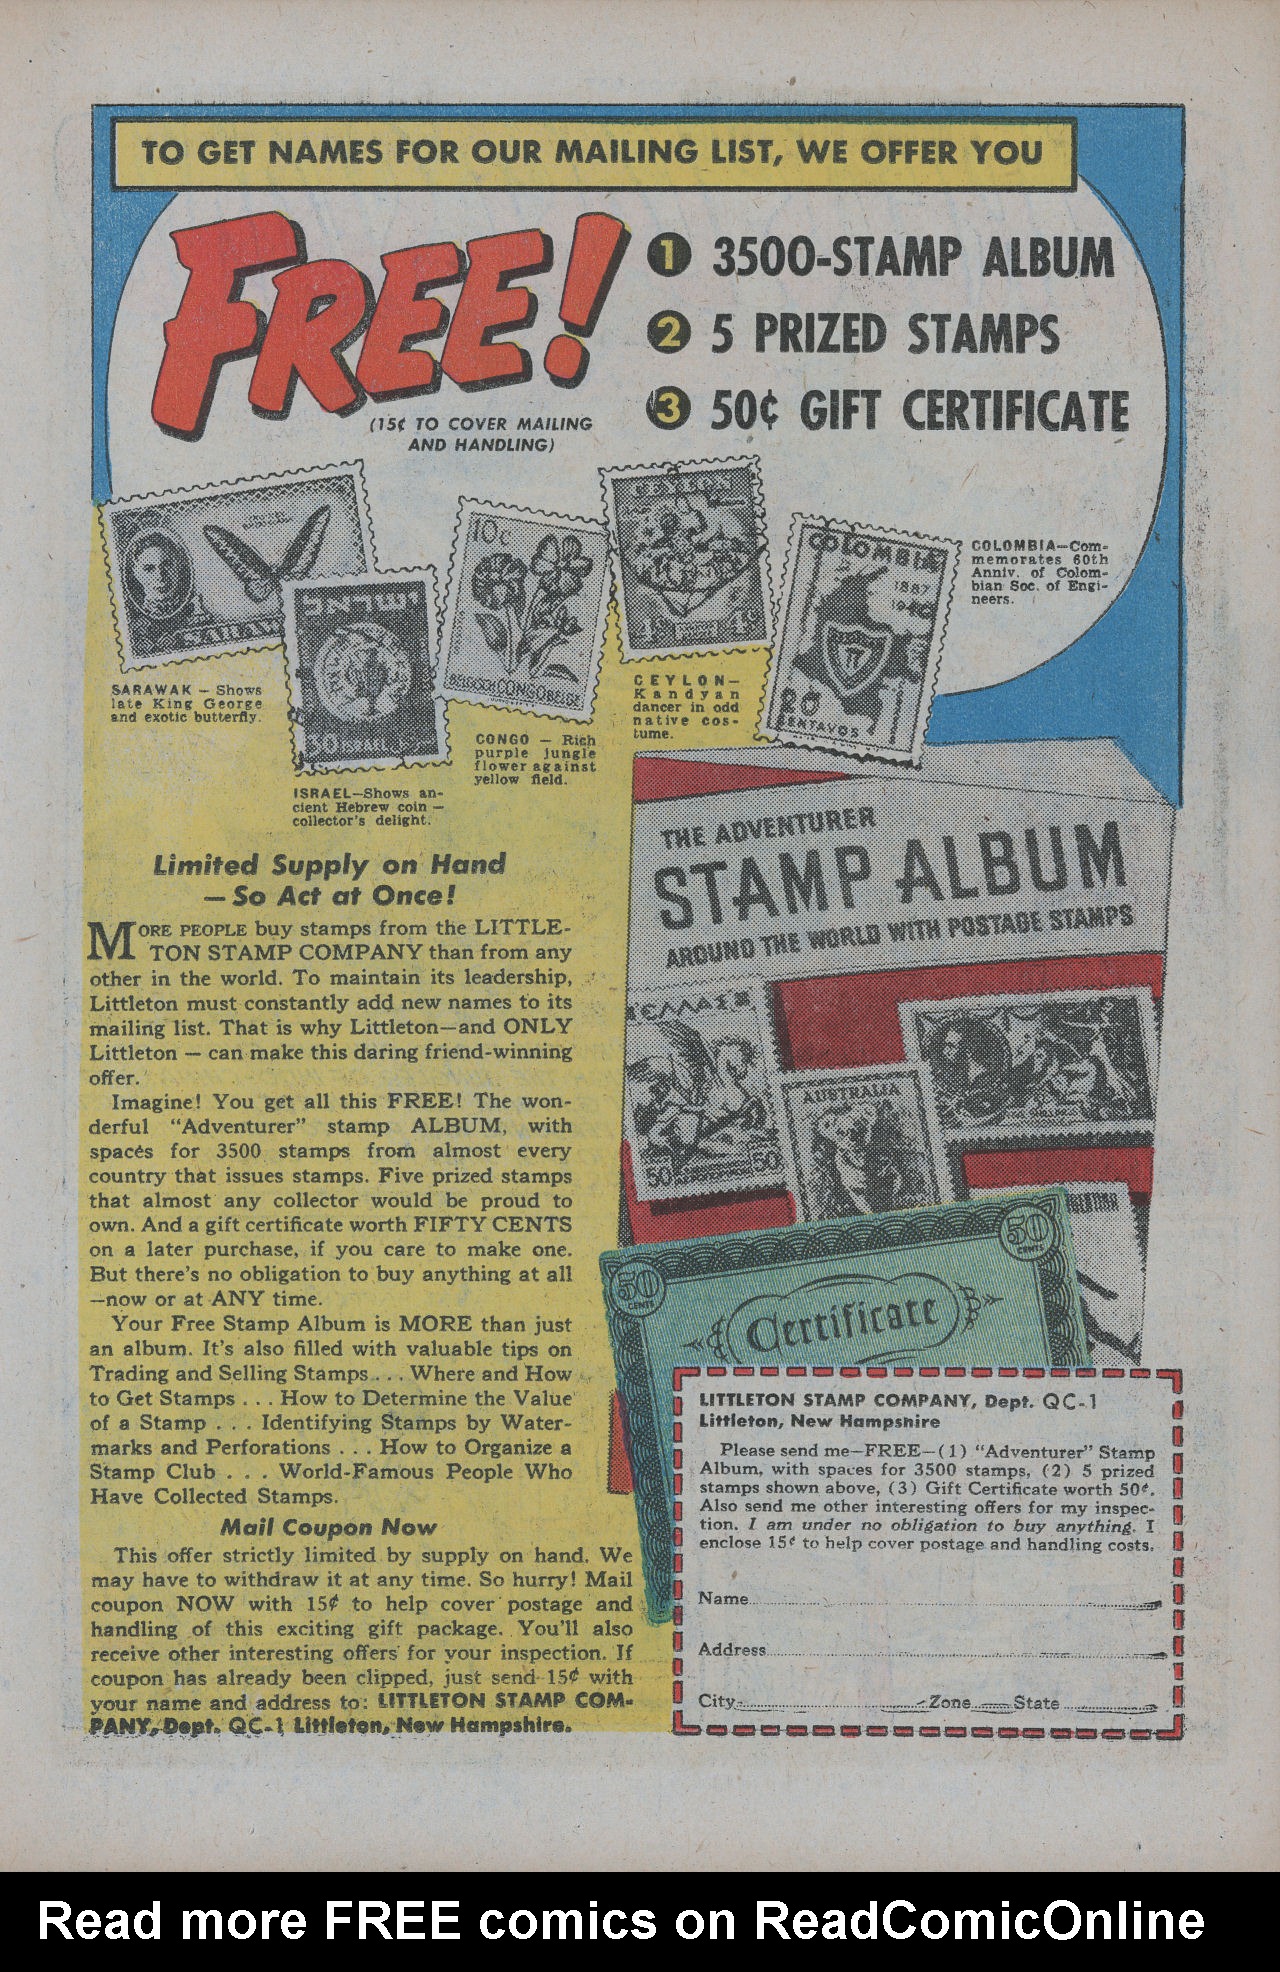 TO GET NAMES FOR OUR MAILING LIST, WE OFFER YOU
FREE!
(15¢ TO COVER MAILING
AND HANDLING)
1 3500-STAMP ALBUM
2 5 PRIZED STAMPS
3 50¢ GIFT CERTIFICATE
SARAW
ישראל
30
10c
BELGISCH CONGO BELGE
CEYLON
4c 4c
COLOMBIA
1887
20
CENTAVOS
COLOMBIA—Com-
memorates 60th
Anniv. of Colom-
bian Soc. of Engi-
neers.
SARAWAK — Shows
late King George
and exotic butterfly.
ISRAEL—Shows an-
cient Hebrew coin —
collector's delight.
CONGO — Rich
purple jungle
flower against
yellow field.
CEYLON—
Kandyan
dancer in odd
native cos-
tume.
THE ADVENTURER
STAMP ALBUM
AROUND THE WORLD WITH POSTAGE STAMPS
ΕΛΛΑΣ
50 50
AUSTRALIA
50
CENTS
50
CENTS
Certificate
Limited Supply on Hand
—So Act at Once!
MORE PEOPLE buy stamps from the LITTLE-
TON STAMP COMPANY than from any
other in the world. To maintain its leadership,
Littleton must constantly add new names to its
mailing list. That is why Littleton—and ONLY
Littleton — can make this daring friend-winning
offer.
Imagine! You get all this FREE! The won-
derful "Adventurer" stamp ALBUM, with
spaces for 3500 stamps from almost every
country that issues stamps. Five prized stamps
that almost any collector would be proud to
own. And a gift certificate worth FIFTY CENTS
on a later purchase, if you care to make one.
But there's no obligation to buy anything at all
—now or at ANY time.
Your Free Stamp Album is MORE than just
an album. It's also filled with valuable tips on
Trading and Selling Stamps . . . Where and How
to Get Stamps . . . How to Determine the Value
of a Stamp . . . Identifying Stamps by Water-
marks and Perforations . . . How to Organize a
Stamp Club . . . World-Famous People Who
Have Collected Stamps.
Mail Coupon Now
This offer strictly limited by supply on hand. We
may have to withdraw it at any time. So hurry! Mail
coupon NOW with 15¢ to help cover postage and
handling of this exciting gift package. You'll also
receive other interesting offers for your inspection. If
coupon has already been clipped, just send 15¢ with
your name and address to: LITTLETON STAMP COM-
PANY, Dept. QC-1 Littleton, New Hampshire.
LITTLETON STAMP COMPANY, Dept. QC-1
Littleton, New Hampshire
Please send me—FREE—(1) "Adventurer" Stamp
Album, with spaces for 3500 stamps, (2) 5 prized
stamps shown above, (3) Gift Certificate worth 50¢.
Also send me other interesting offers for my inspec-
tion. I am under no obligation to buy anything. I
enclose 15¢ to help cover postage and handling costs.
Name
Address
City Zone State
Read more FREE comics on ReadComicOnline